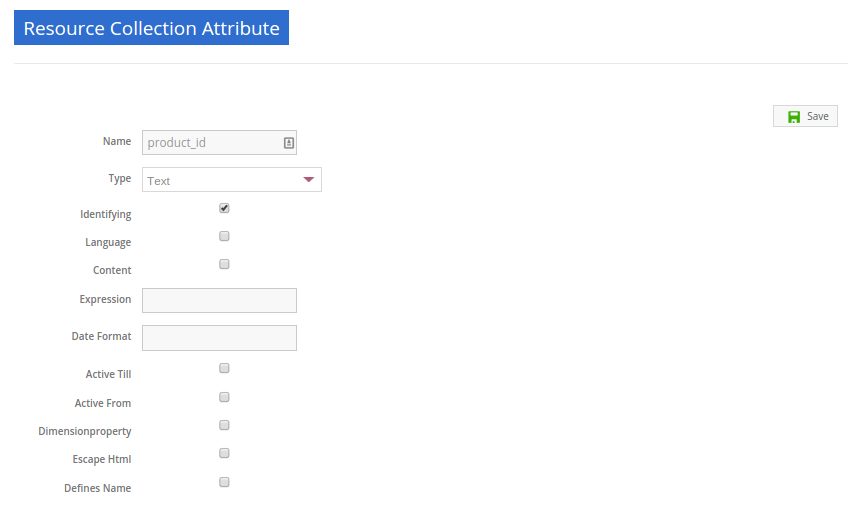 Resource Collection Attribute
Save
Name product_id
Type Text
Identifying
Language
Content
Expression
Date Format
Active Till
Active From
Dimensionproperty
Escape Html
Defines Name